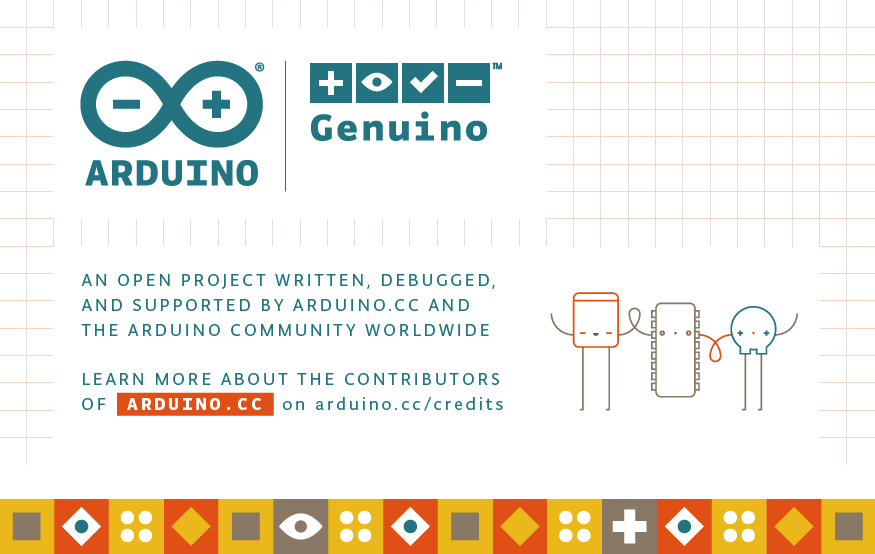 ®
ARDUINO
TM
Genuino
AN OPEN PROJECT WRITTEN, DEBUGGED,
AND SUPPORTED BY ARDUINO.CC AND
THE ARDUINO COMMUNITY WORLDWIDE
LEARN MORE ABOUT THE CONTRIBUTORS
OF ARDUINO.CC on arduino.cc/credits